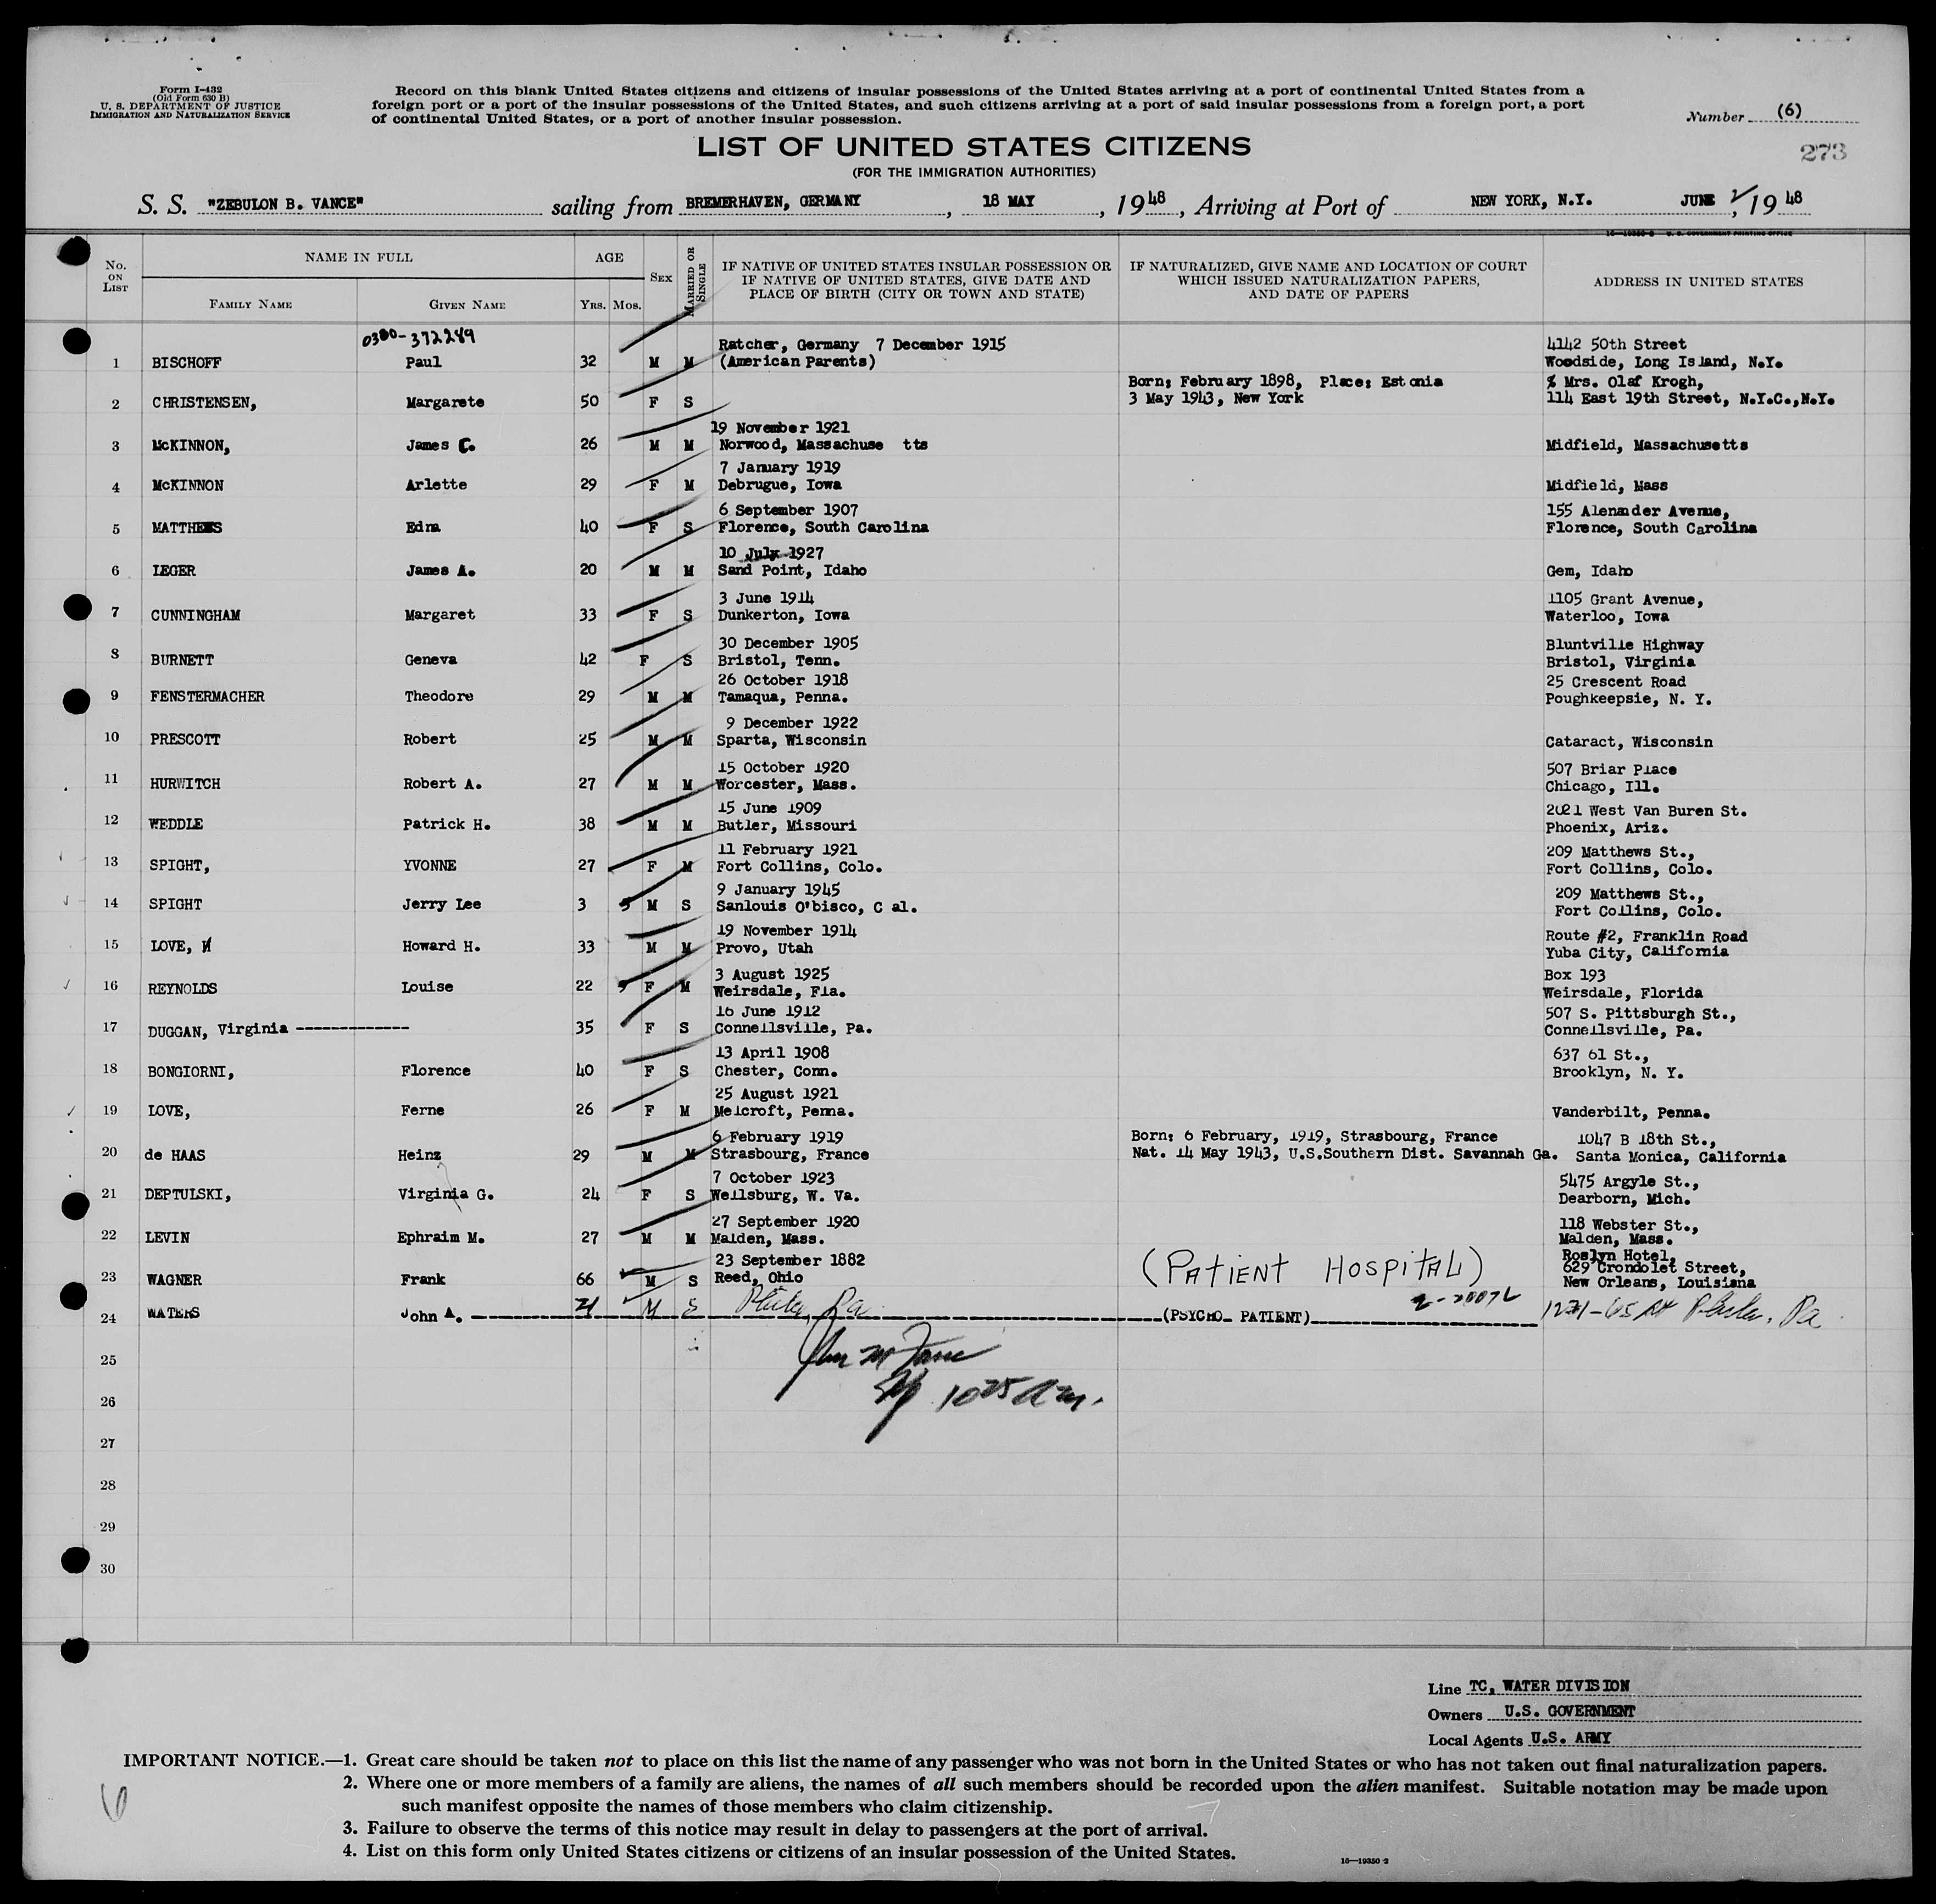 Form I-432
(Old Form 630 B)
U. S. DEPARTMENT OF JUSTICE
IMMIGRATION AND NATURALIZATION SERVICE
Record on this blank United States citizens and citizens of insular possessions of the United States arriving at a port of continental United States from a
foreign port or a port of the insular possessions of the United States, and such citizens arriving at a port of said insular possessions from a foreign port, a port
of continental United States, or a port of another insular possession.
Number (6)
273
LIST OF UNITED STATES CITIZENS
(FOR THE IMMIGRATION AUTHORITIES)
S. S. "ZEBULON B. VANCE" sailing from BREMERHAVEN, GERMANY, 18 MAY, 1948, Arriving at Port of NEW YORK, N.Y. JUNE 2, 1948
16-19350-2 U. S. GOVERNMENT PRINTING OFFICE
No. ON LIST
NAME IN FULL
FAMILY NAME
GIVEN NAME
AGE
Yrs. Mos.
SEX
MARRIED OR SINGLE
IF NATIVE OF UNITED STATES INSULAR POSSESSION OR
IF NATIVE OF UNITED STATES, GIVE DATE AND
PLACE OF BIRTH (CITY OR TOWN AND STATE)
IF NATURALIZED, GIVE NAME AND LOCATION OF COURT
WHICH ISSUED NATURALIZATION PAPERS,
AND DATE OF PAPERS
ADDRESS IN UNITED STATES
0300-372289
Ratcher, Germany 7 December 1915 4142 50th Street
1 BISCHOFF Paul 32 M M (American Parents) Woodside, Long Island, N.Y.
Born; February 1898, Place; Estonia % Mrs. Olaf Krogh,
2 CHRISTENSEN, Margarete 50 F S 3 May 1943, New York 114 East 19th Street, N.Y.C.,N.Y.
19 November 1921
3 McKINNON, James C. 26 M M Norwood, Massachuse tts Midfield, Massachusetts
7 January 1919
4 McKINNON Arlette 29 F M Debrugue, Iowa Midfield, Mass
6 September 1907 155 Alenander Avenue,
5 MATTHEWS Edna 40 F S Florence, South Carolina Florence, South Carolina
10 July 1927
6 LEGER James A. 20 M M Sand Point, Idaho Gem, Idaho
3 June 1914 1105 Grant Avenue,
7 CUNNINGHAM Margaret 33 F S Dunkerton, Iowa Waterloo, Iowa
30 December 1905 Bluntville Highway
8 BURNETT Geneva 42 F S Bristol, Tenn. Bristol, Virginia
26 October 1918 25 Crescent Road
9 FENSTERMACHER Theodore 29 M M Tamaqua, Penna. Poughkeepsie, N. Y.
9 December 1922
10 PRESCOTT Robert 25 M M Sparta, Wisconsin Cataract, Wisconsin
15 October 1920 507 Briar Place
11 HURWITCH Robert A. 27 M M Worcester, Mass. Chicago, Ill.
15 June 1909 2021 West Van Buren St.
12 WEDDLE Patrick H. 38 M M Butler, Missouri Phoenix, Ariz.
11 February 1921 209 Matthews St.,
13 SPIGHT, YVONNE 27 F M Fort Collins, Colo. Fort Collins, Colo.
9 January 1945 209 Matthews St.,
14 SPIGHT Jerry Lee 3 M S Sanlouis O'bisco, C al. Fort Collins, Colo.
19 November 1914 Route #2, Franklin Road
15 LOVE, H Howard H. 33 M M Provo, Utah Yuba City, California
3 August 1925 Box 193
16 REYNOLDS Louise 22 F M Weirsdale, Fla. Weirsdale, Florida
16 June 1912 507 S. Pittsburgh St.,
17 DUGGAN, Virginia ------------- 35 F S Connellsville, Pa. Connellsville, Pa.
13 April 1908 637 61 St.,
18 BONGIORNI, Florence 40 F S Chester, Conn. Brooklyn, N. Y.
25 August 1921
19 LOVE, Ferne 26 F M Melcroft, Penna. Vanderbilt, Penna.
6 February 1919 Born; 6 February, 1919, Strasbourg, France 1047 B 18th St.,
20 de HAAS Heinz 29 M M Strasbourg, France Nat. 14 May 1943, U.S.Southern Dist. Savannah Ga. Santa Monica, California
7 October 1923 5475 Argyle St.,
21 DEPTULSKI, Virginia G. 24 F S Wellsburg, W. Va. Dearborn, Mich.
27 September 1920 118 Webster St.,
22 LEVIN Ephraim M. 27 M M Malden, Mass. Malden, Mass.
23 September 1882 Roslyn Hotel,
23 WAGNER Frank 66 M S Reed, Ohio (PATIENT HOSPITAL) 629 Crondolet Street,
New Orleans, Louisiana
24 WATERS John A. 21 M S Phila, Pa (PSYCHO_ PATIENT) Phila. Pa
25
10 25 am.
26
27
28
29
30
Line TC, WATER DIVISION
Owners U.S. GOVERNMENT
Local Agents U.S. ARMY
IMPORTANT NOTICE.—1. Great care should be taken not to place on this list the name of any passenger who was not born in the United States or who has not taken out final naturalization papers.
2. Where one or more members of a family are aliens, the names of all such members should be recorded upon the alien manifest. Suitable notation may be made upon
such manifest opposite the names of those members who claim citizenship.
3. Failure to observe the terms of this notice may result in delay to passengers at the port of arrival.
4. List on this form only United States citizens or citizens of an insular possession of the United States.
16—19350-2
6